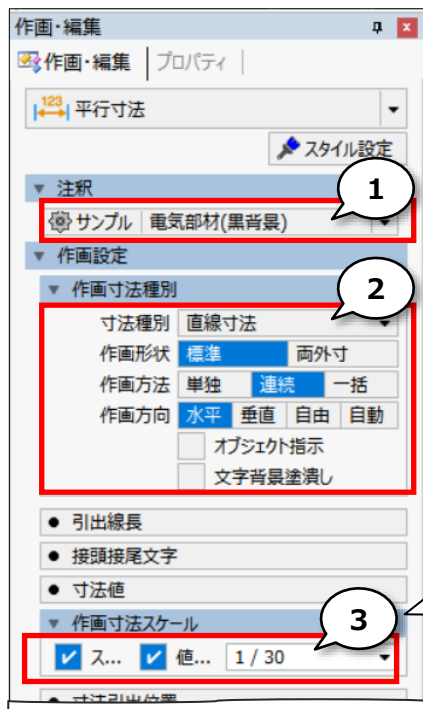 作画・編集
作画・編集 プロパティ
123 平行寸法
スタイル設定
注釈
1
サンプル 電気部材(黒背景)
作画設定
作画寸法種別
2
寸法種別 直線寸法
作画形状 標準 両外寸
作画方法 単独 連続 一括
作画方向 水平 垂直 自由 自動
オブジェクト指示
文字背景塗潰し
引出線長
接頭接尾文字
寸法値
作画寸法スケール
3
ス... 値... 1 / 30
寸法引出位置